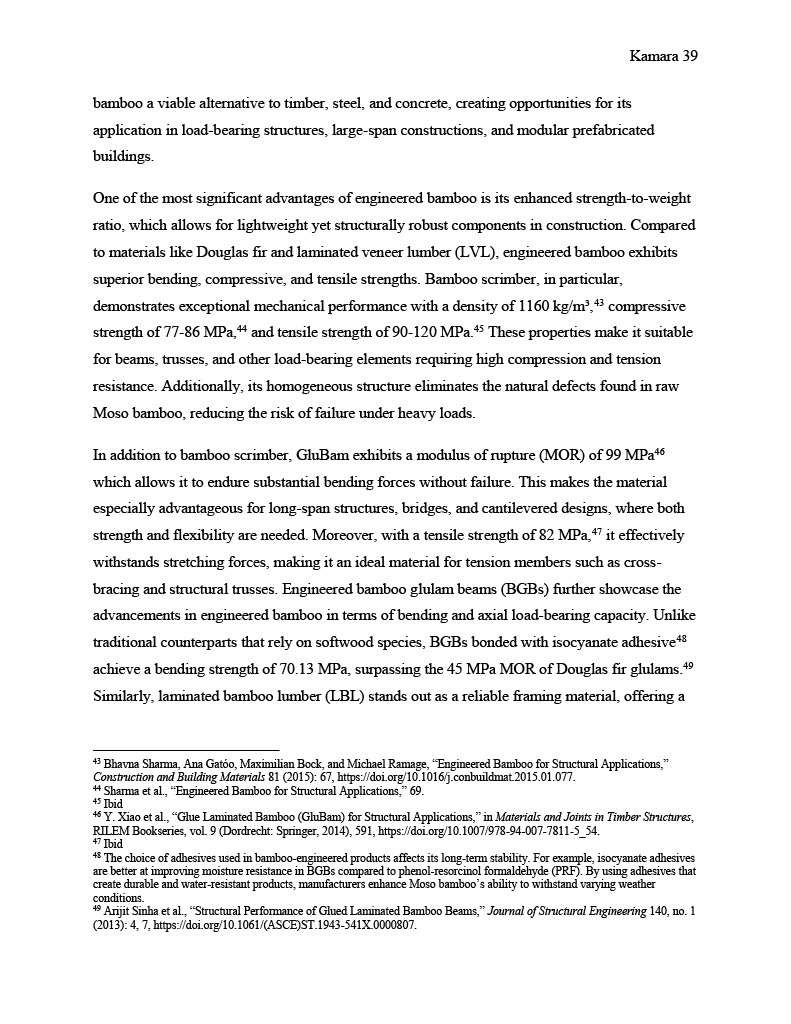 Kamara 39
bamboo a viable alternative to timber, steel, and concrete, creating opportunities for its
application in load-bearing structures, large-span constructions, and modular prefabricated
buildings.
One of the most significant advantages of engineered bamboo is its enhanced strength-to-weight
ratio, which allows for lightweight yet structurally robust components in construction. Compared
to materials like Douglas fir and laminated veneer lumber (LVL), engineered bamboo exhibits
superior bending, compressive, and tensile strengths. Bamboo scrimber, in particular,
demonstrates exceptional mechanical performance with a density of 1160 kg/m³,⁴³ compressive
strength of 77-86 MPa,⁴⁴ and tensile strength of 90-120 MPa.⁴⁵ These properties make it suitable
for beams, trusses, and other load-bearing elements requiring high compression and tension
resistance. Additionally, its homogeneous structure eliminates the natural defects found in raw
Moso bamboo, reducing the risk of failure under heavy loads.
In addition to bamboo scrimber, GluBam exhibits a modulus of rupture (MOR) of 99 MPa⁴⁶
which allows it to endure substantial bending forces without failure. This makes the material
especially advantageous for long-span structures, bridges, and cantilevered designs, where both
strength and flexibility are needed. Moreover, with a tensile strength of 82 MPa,⁴⁷ it effectively
withstands stretching forces, making it an ideal material for tension members such as cross-
bracing and structural trusses. Engineered bamboo glulam beams (BGBs) further showcase the
advancements in engineered bamboo in terms of bending and axial load-bearing capacity. Unlike
traditional counterparts that rely on softwood species, BGBs bonded with isocyanate adhesive⁴⁸
achieve a bending strength of 70.13 MPa, surpassing the 45 MPa MOR of Douglas fir glulams.⁴⁹
Similarly, laminated bamboo lumber (LBL) stands out as a reliable framing material, offering a
⁴³ Bhavna Sharma, Ana Gatóo, Maximilian Bock, and Michael Ramage, “Engineered Bamboo for Structural Applications,”
Construction and Building Materials 81 (2015): 67, https://doi.org/10.1016/j.conbuildmat.2015.01.077.
⁴⁴ Sharma et al., “Engineered Bamboo for Structural Applications,” 69.
⁴⁵ Ibid
⁴⁶ Y. Xiao et al., “Glue Laminated Bamboo (GluBam) for Structural Applications,” in Materials and Joints in Timber Structures,
RILEM Bookseries, vol. 9 (Dordrecht: Springer, 2014), 591, https://doi.org/10.1007/978-94-007-7811-5_54.
⁴⁷ Ibid
⁴⁸ The choice of adhesives used in bamboo-engineered products affects its long-term stability. For example, isocyanate adhesives
are better at improving moisture resistance in BGBs compared to phenol-resorcinol formaldehyde (PRF). By using adhesives that
create durable and water-resistant products, manufacturers enhance Moso bamboo’s ability to withstand varying weather
conditions.
⁴⁹ Arijit Sinha et al., “Structural Performance of Glued Laminated Bamboo Beams,” Journal of Structural Engineering 140, no. 1
(2013): 4, 7, https://doi.org/10.1061/(ASCE)ST.1943-541X.0000807.